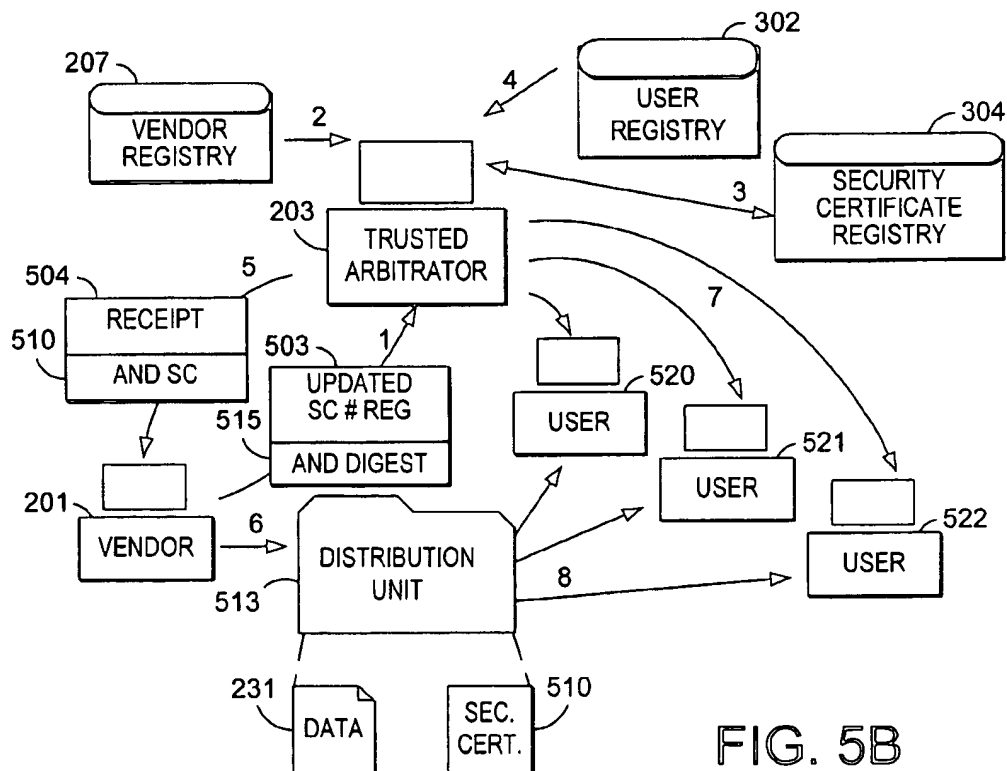 302
207
4
2
VENDOR
REGISTRY
USER
REGISTRY
304
3
SECURITY
CERTIFICATE
REGISTRY
203
TRUSTED
ARBITRATOR
5
504
RECEIPT
7
510
AND SC
1
503
UPDATED
SC # REG
515
AND DIGEST
520
USER
521
USER
522
USER
201
VENDOR
6
DISTRIBUTION
UNIT
513
8
231
DATA
510
SEC.
CERT.
FIG. 5B